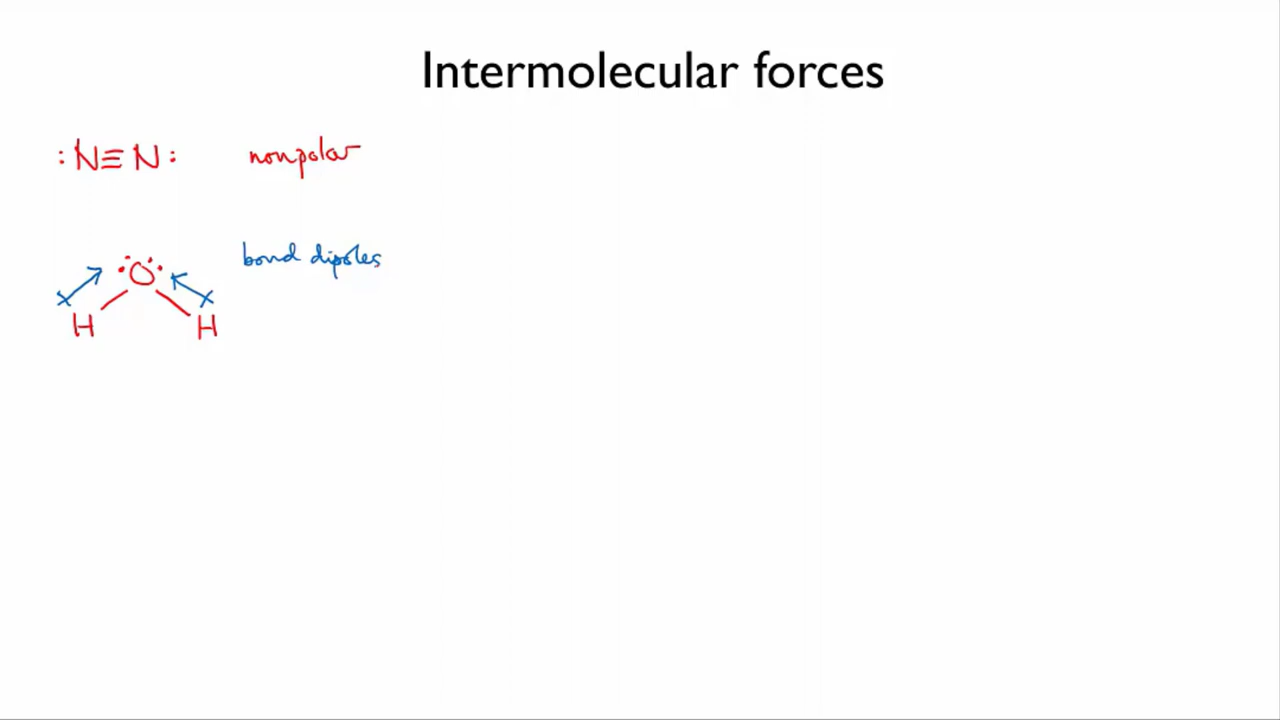 Intermolecular forces
:N≡N: nonpolar
bond dipoles
O
H H